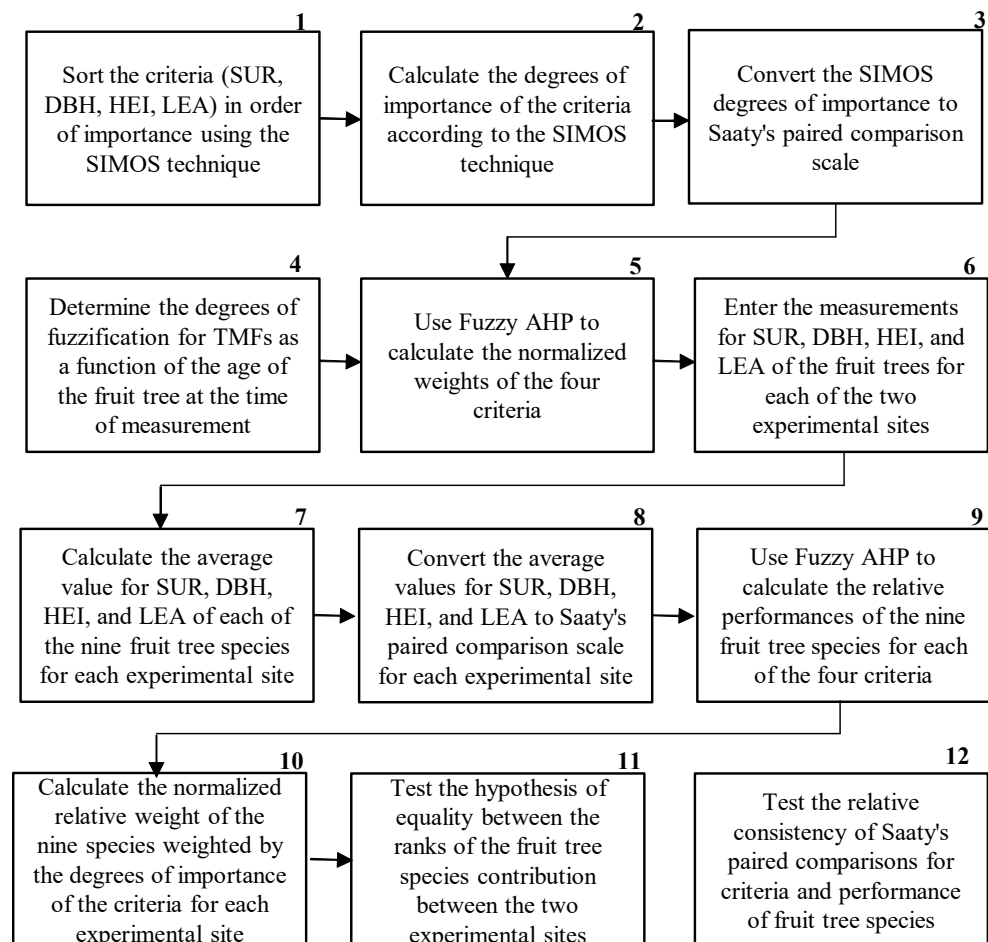 1
Sort the criteria (SUR,
DBH, HEI, LEA) in order
of importance using the
SIMOS technique
2
Calculate the degrees of
importance of the criteria
according to the SIMOS
technique
3
Convert the SIMOS
degrees of importance to
Saaty's paired comparison
scale
4
Determine the degrees of
fuzzification for TMFs as
a function of the age of
the fruit tree at the time
of measurement
5
Use Fuzzy AHP to
calculate the normalized
weights of the four
criteria
6
Enter the measurements
for SUR, DBH, HEI, and
LEA of the fruit trees for
each of the two
experimental sites
7
Calculate the average
value for SUR, DBH,
HEI, and LEA of each of
the nine fruit tree species
for each experimental site
8
Convert the average
values for SUR, DBH,
HEI, and LEA to Saaty's
paired comparison scale
for each experimental site
9
Use Fuzzy AHP to
calculate the relative
performances of the nine
fruit tree species for each
of the four criteria
10
Calculate the normalized
relative weight of the
nine species weighted by
the degrees of importance
of the criteria for each
experimental site
11
Test the hypothesis of
equality between the
ranks of the fruit tree
species contribution
between the two
experimental sites
12
Test the relative
consistency of Saaty's
paired comparisons for
criteria and performance
of fruit tree species